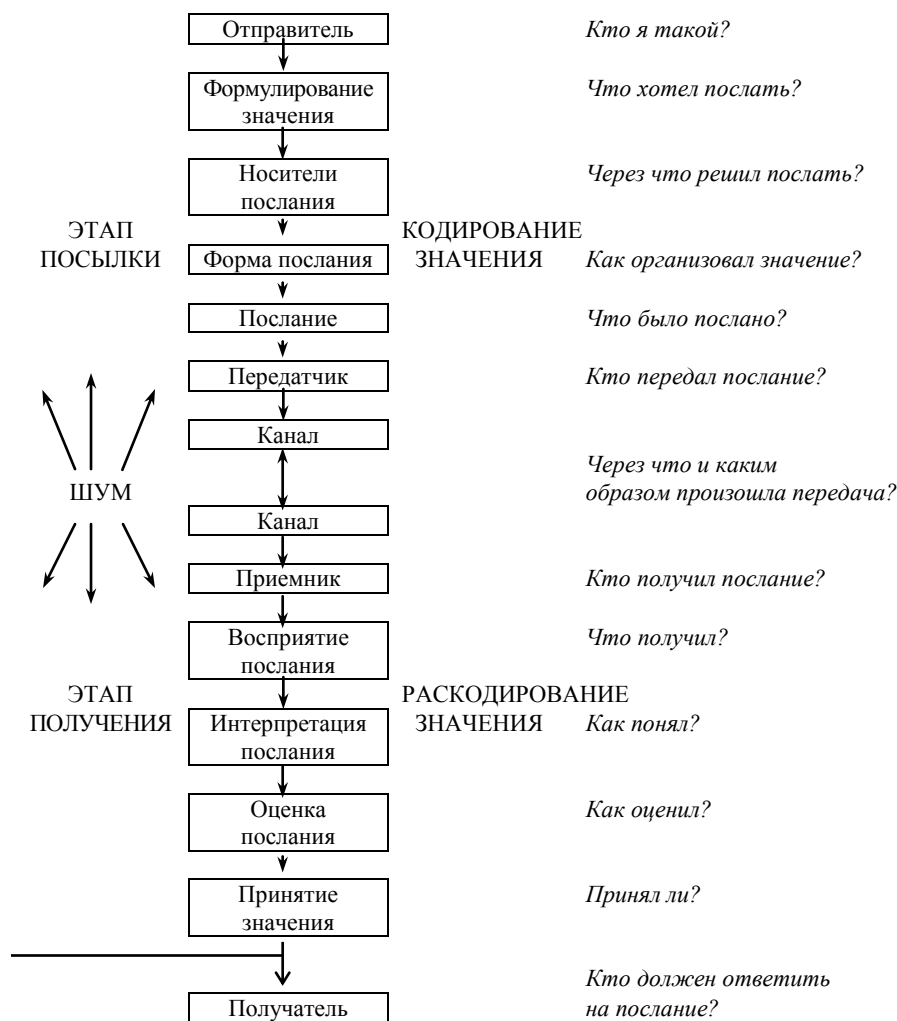 Отправитель
Кто я такой?
Формулирование
значения
Что хотел послать?
Носители
послания
Через что решил послать?
ЭТАП
ПОСЫЛКИ
КОДИРОВАНИЕ
ЗНАЧЕНИЯ
Форма послания
Как организовал значение?
Послание
Что было послано?
Передатчик
Кто передал послание?
Канал
ШУМ
Через что и каким
образом произошла передача?
Канал
Приемник
Кто получил послание?
Восприятие
послания
Что получил?
ЭТАП
ПОЛУЧЕНИЯ
РАСКОДИРОВАНИЕ
ЗНАЧЕНИЯ
Интерпретация
послания
Как понял?
Оценка
послания
Как оценил?
Принятие
значения
Принял ли?
Получатель
Кто должен ответить
на послание?